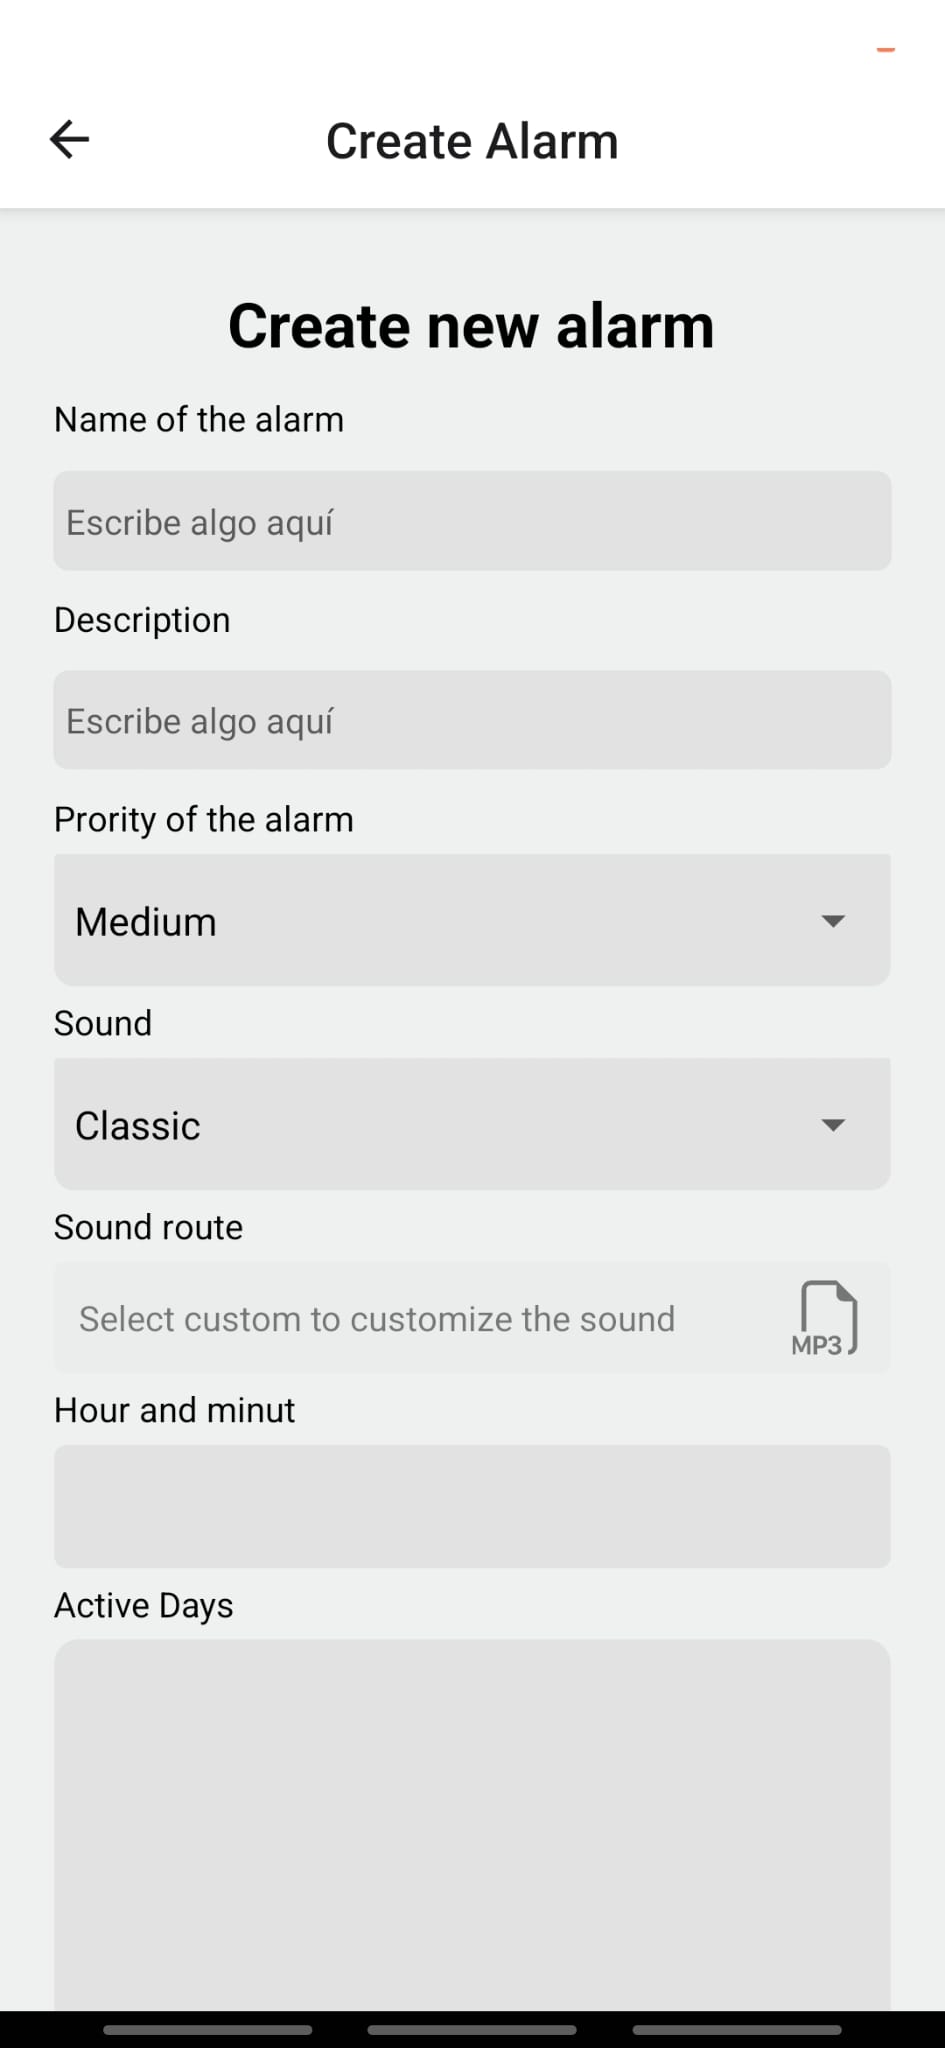 Create Alarm
Create new alarm
Name of the alarm
Escribe algo aquí
Description
Escribe algo aquí
Prority of the alarm
Medium
Sound
Classic
Sound route
Select custom to customize the sound
MP3
Hour and minut
Active Days